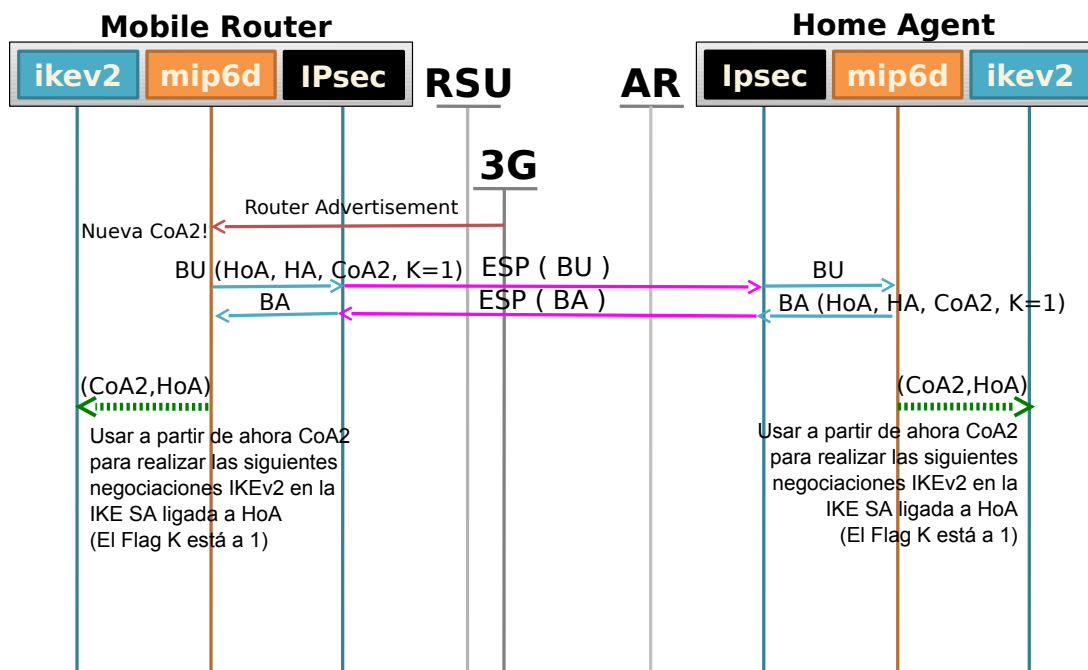 Mobile Router
Home Agent
ikev2 mip6d IPsec
RSU
AR
Ipsec mip6d ikev2
3G
Router Advertisement
Nueva CoA2!
BU (HoA, HA, CoA2, K=1)
ESP ( BU )
BU
BA
ESP ( BA )
BA (HoA, HA, CoA2, K=1)
(CoA2,HoA)
Usar a partir de ahora CoA2
para realizar las siguientes
negociaciones IKEv2 en la
IKE SA ligada a HoA
(El Flag K está a 1)
(CoA2,HoA)
Usar a partir de ahora CoA2
para realizar las siguientes
negociaciones IKEv2 en la
IKE SA ligada a HoA
(El Flag K está a 1)